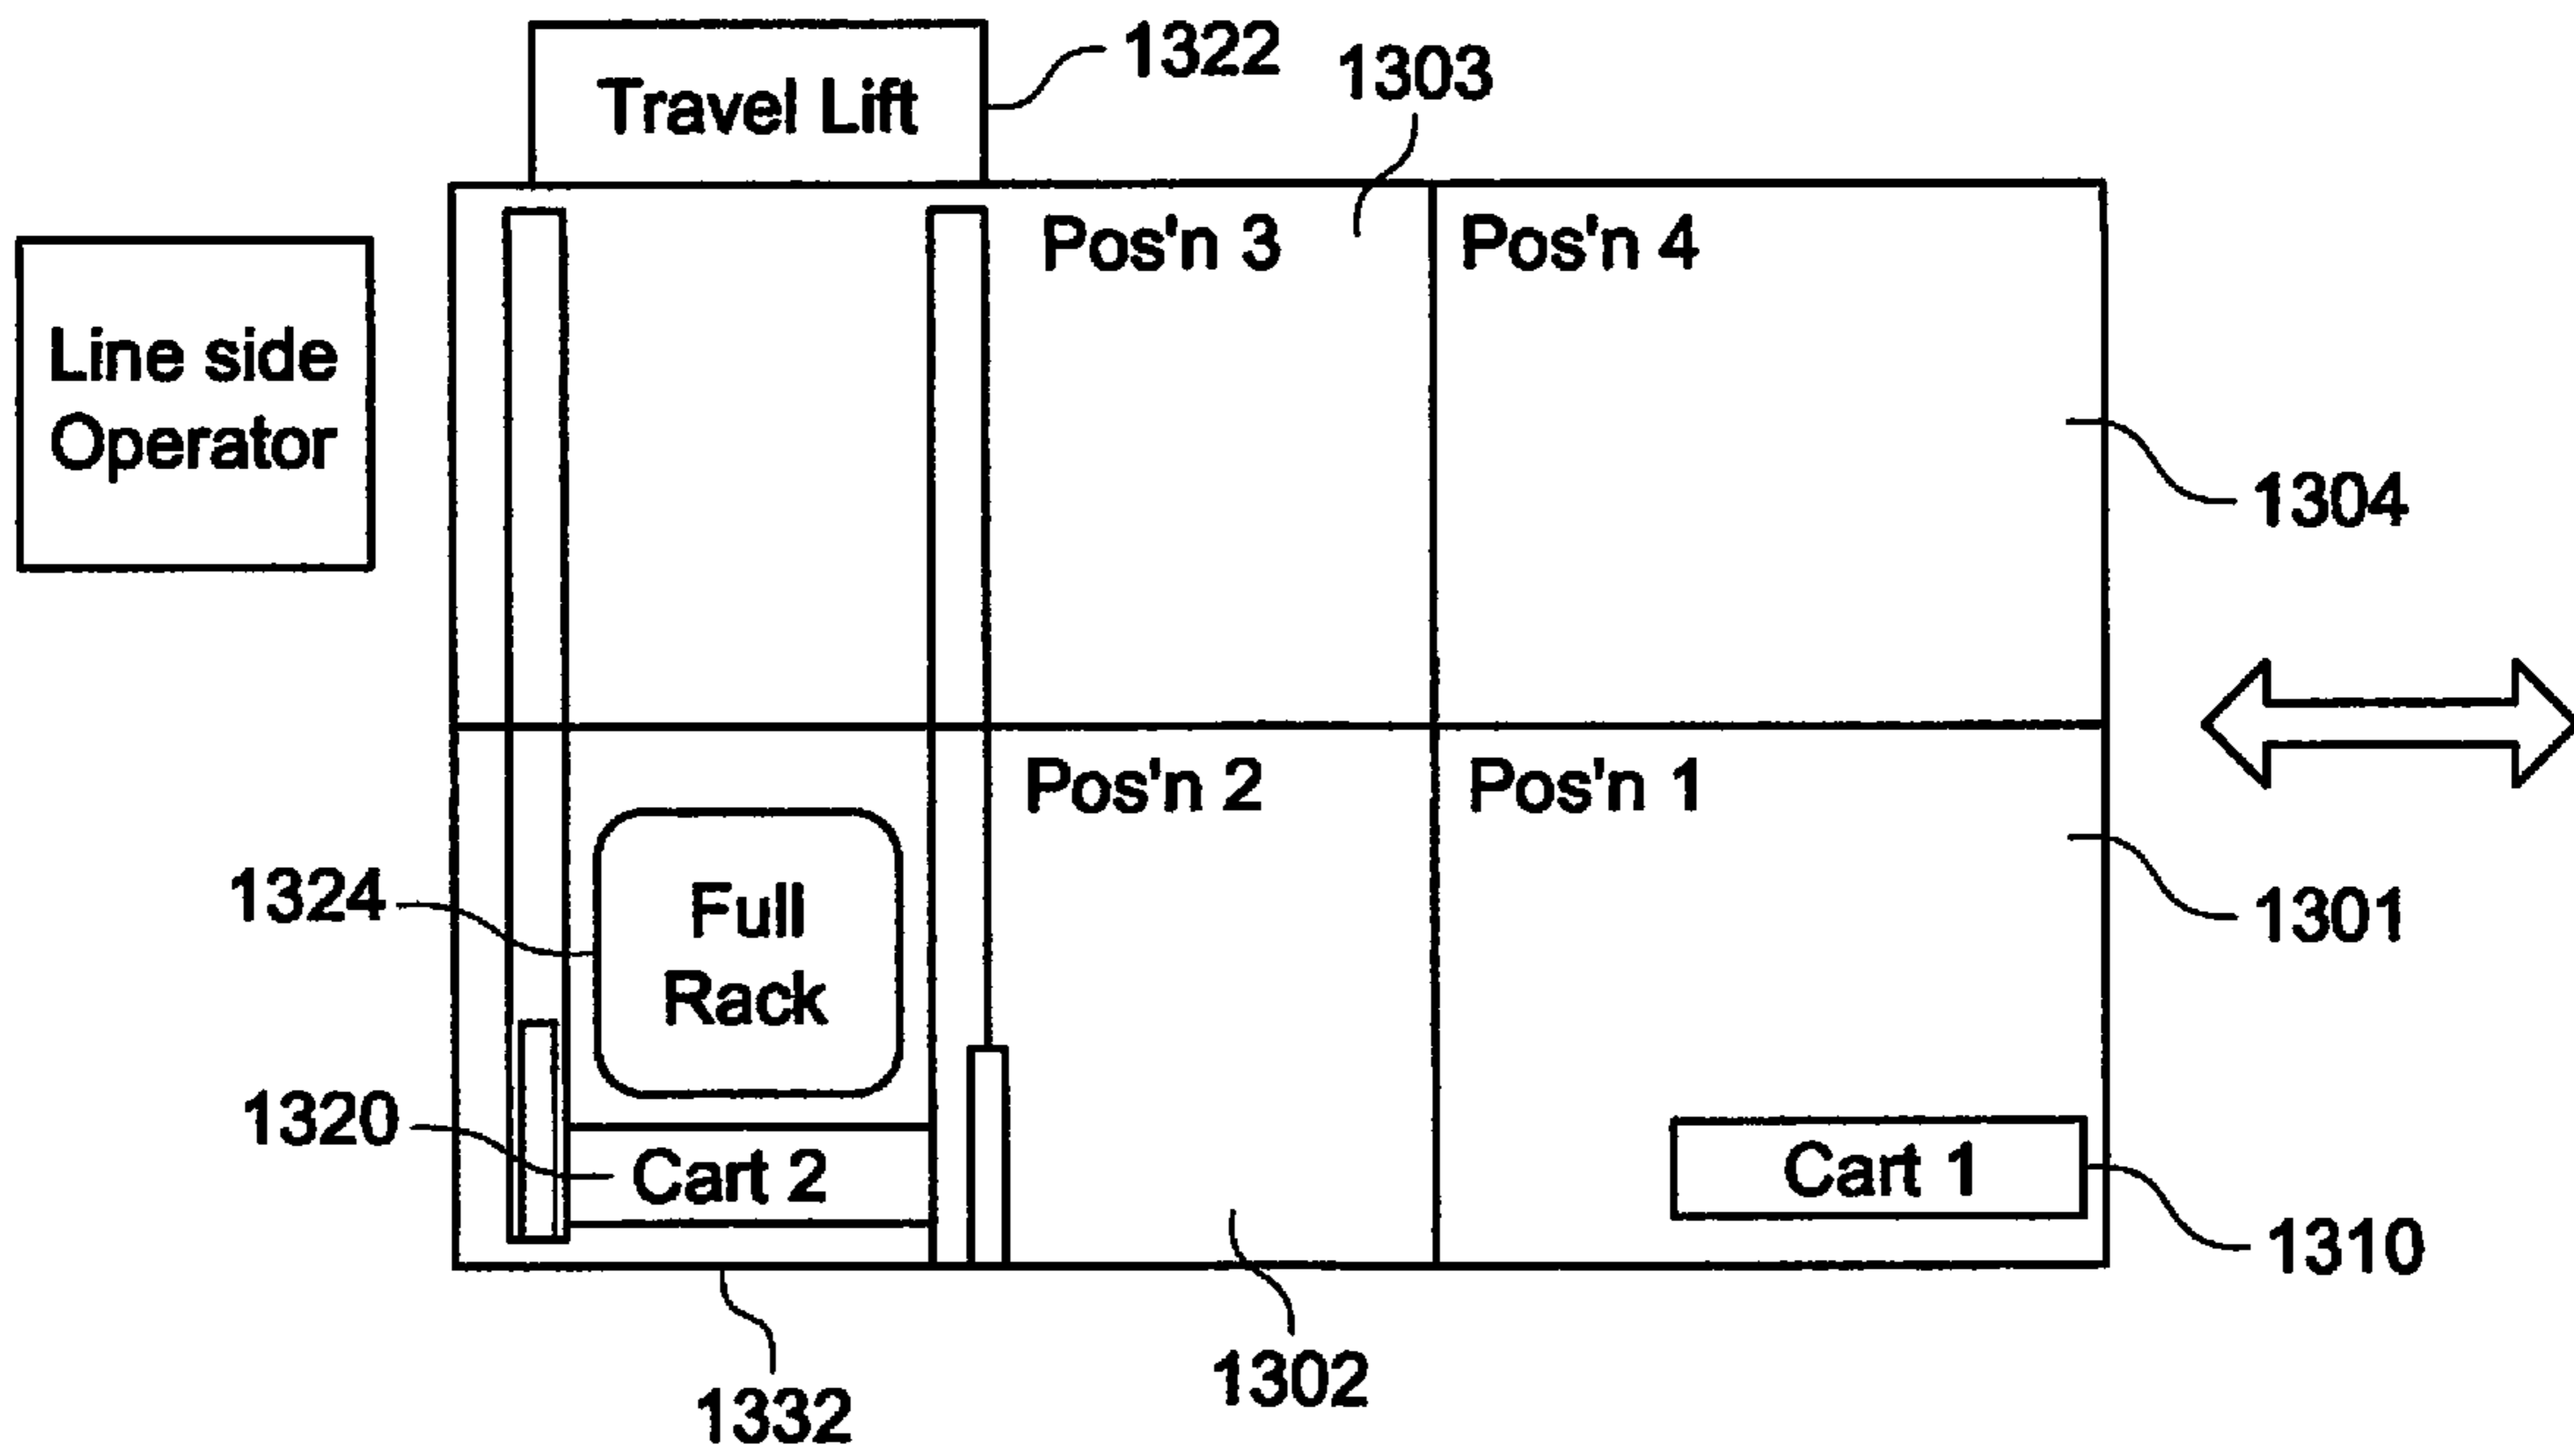 Travel Lift
1322
1303
Pos'n 3
Pos'n 4
Line side
Operator
1304
Pos'n 2
Pos'n 1
1324
Full
Rack
1301
1320
Cart 2
Cart 1
1310
1302
1332